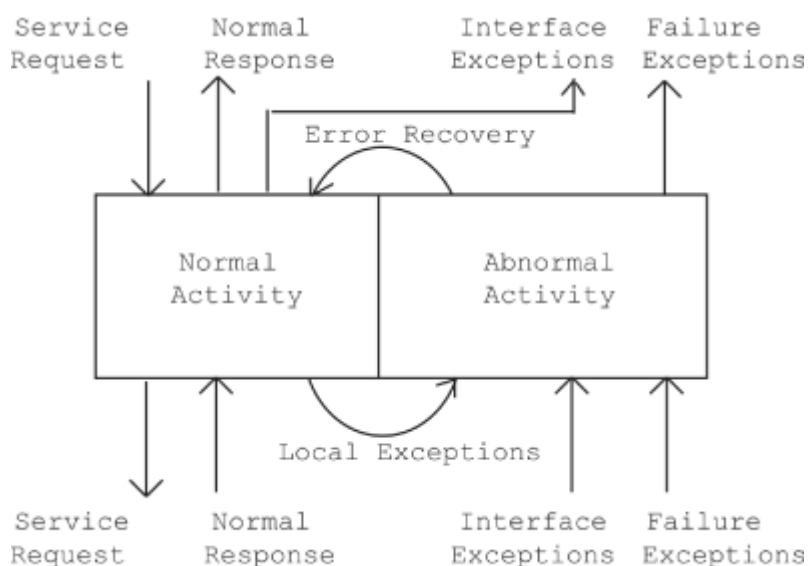 Service Normal Interface Failure
Request Response Exceptions Exceptions
Error Recovery
Normal Abnormal
Activity Activity
Local Exceptions
Service Normal Interface Failure
Request Response Exceptions Exceptions